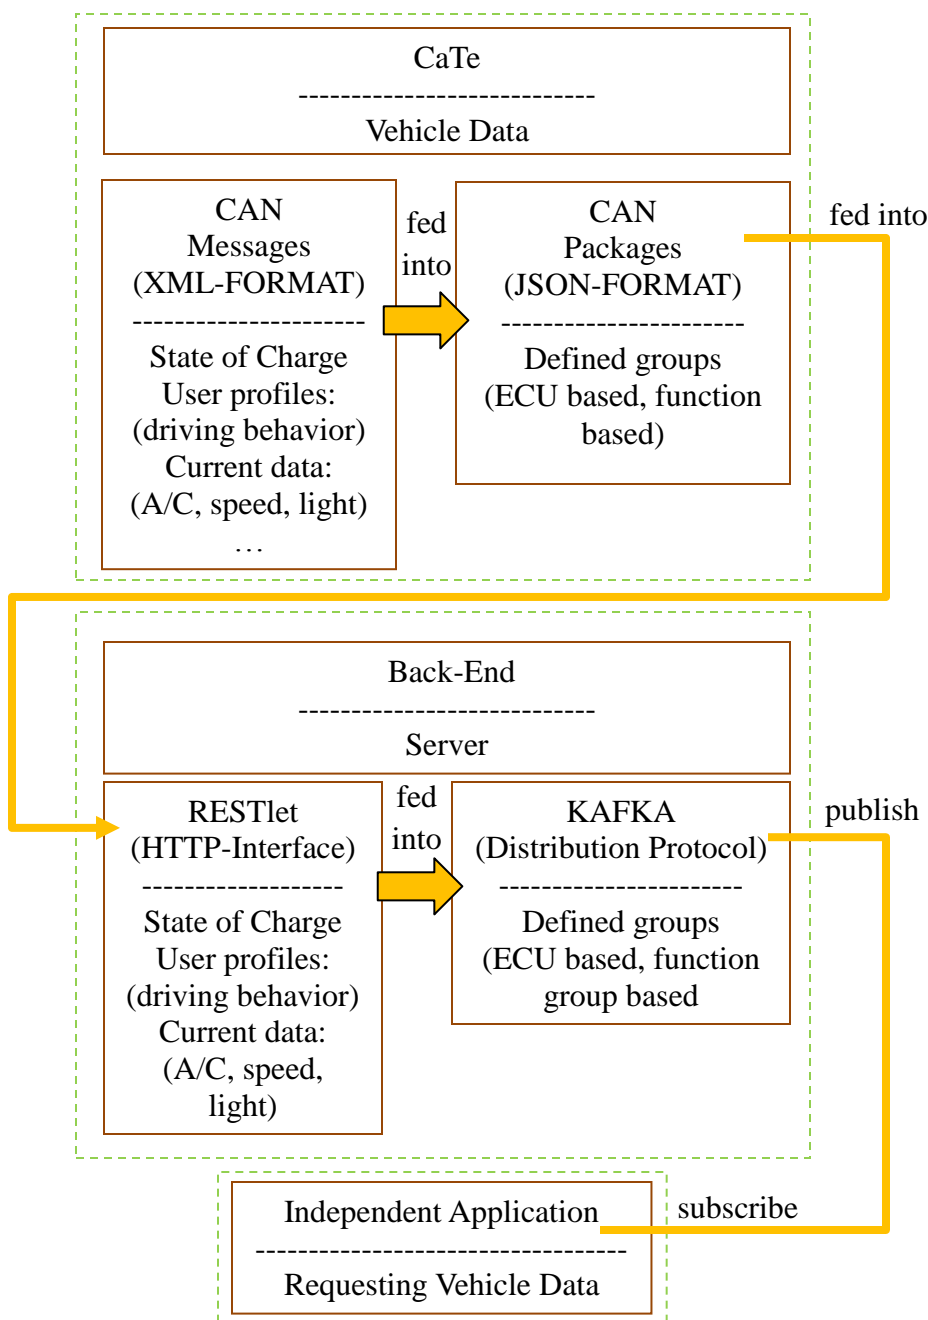 CaTe
---------------------------
Vehicle Data
CAN
Messages
(XML-FORMAT)
----------------------
State of Charge
User profiles:
(driving behavior)
Current data:
(A/C, speed, light)
…
fed
into
CAN
Packages
(JSON-FORMAT)
-----------------------
Defined groups
(ECU based, function
based)
fed into
Back-End
---------------------------
Server
RESTlet
(HTTP-Interface)
-------------------
State of Charge
User profiles:
(driving behavior)
Current data:
(A/C, speed,
light)
fed
into
KAFKA
(Distribution Protocol)
-----------------------
Defined groups
(ECU based, function
group based
publish
Independent Application
-----------------------------------
Requesting Vehicle Data
subscribe